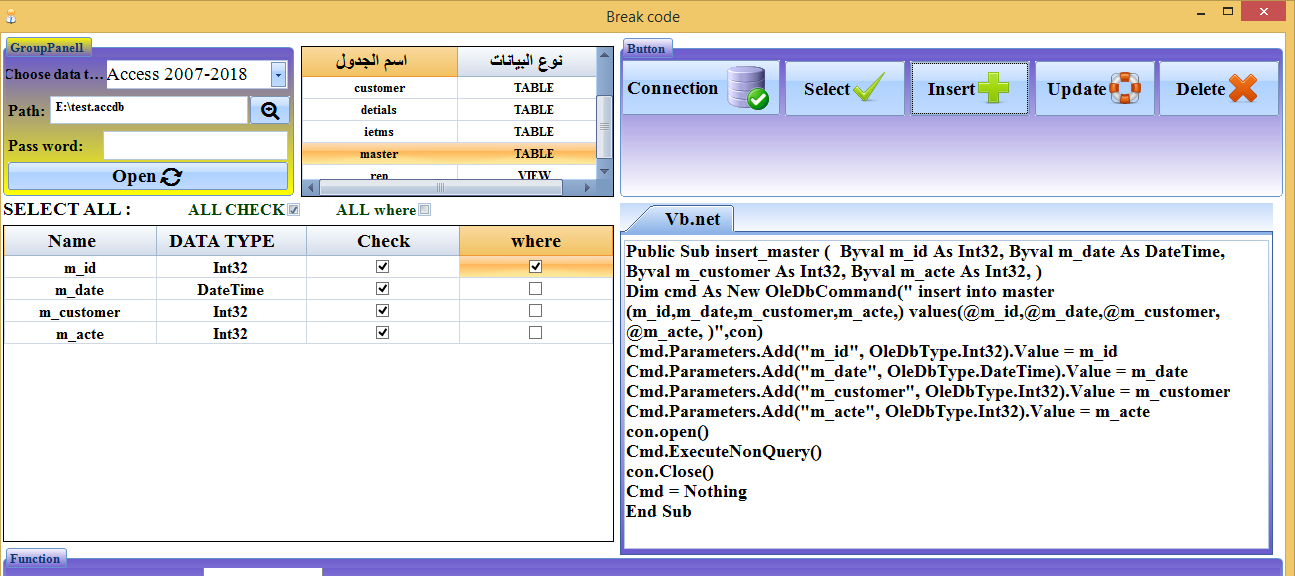 Break code
GroupPanel1
Choose data t... Access 2007-2018
Path: E:\test.accdb
Pass word:
Open
اسم الجدول نوع البيانات
customer TABLE
detials TABLE
ietms TABLE
master TABLE
rep VIEW
Button
Connection Select Insert Update Delete
SELECT ALL : ALL CHECK ALL where
Name DATA TYPE Check where
m_id Int32
m_date DateTime
m_customer Int32
m_acte Int32
Vb.net
Public Sub insert_master (  Byval m_id As Int32, Byval m_date As DateTime,
Byval m_customer As Int32, Byval m_acte As Int32, )
Dim cmd As New OleDbCommand(" insert into master
(m_id,m_date,m_customer,m_acte,) values(@m_id,@m_date,@m_customer,
@m_acte, )",con)
Cmd.Parameters.Add("m_id", OleDbType.Int32).Value = m_id
Cmd.Parameters.Add("m_date", OleDbType.DateTime).Value = m_date
Cmd.Parameters.Add("m_customer", OleDbType.Int32).Value = m_customer
Cmd.Parameters.Add("m_acte", OleDbType.Int32).Value = m_acte
con.open()
Cmd.ExecuteNonQuery()
con.Close()
Cmd = Nothing
End Sub
Function